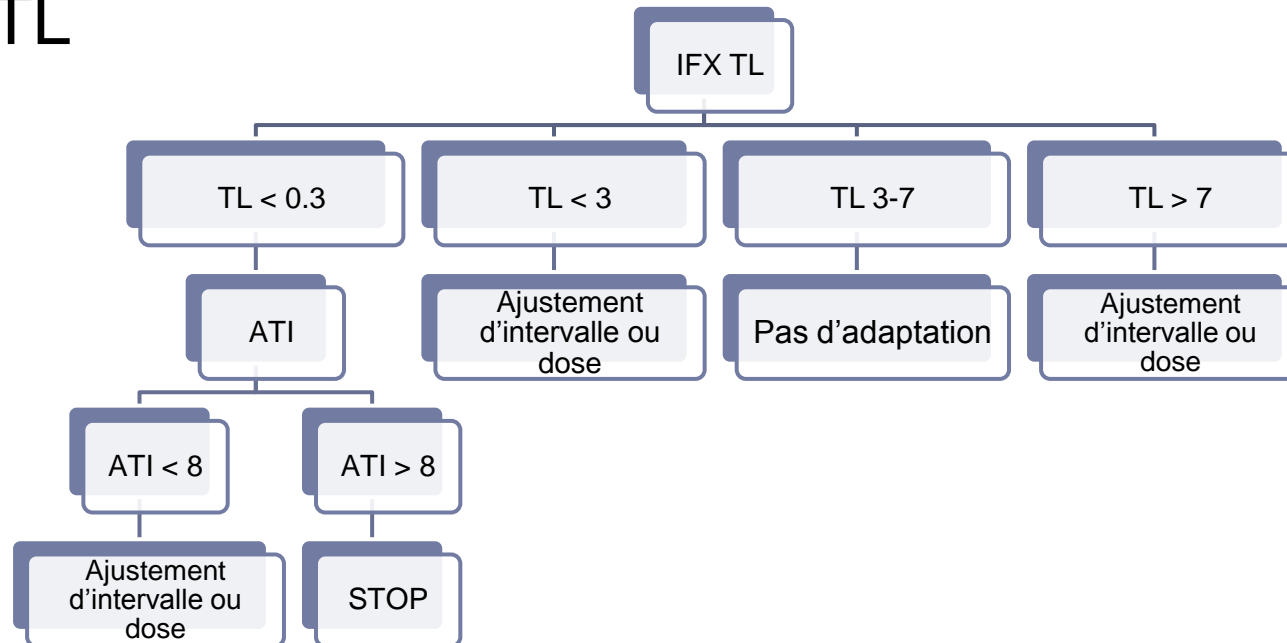 TL
IFX TL
TL < 0.3
TL < 3
TL 3-7
TL > 7
ATI
Ajustement
d'intervalle ou
dose
Pas d'adaptation
Ajustement
d'intervalle ou
dose
ATI < 8
ATI > 8
Ajustement
d'intervalle ou
dose
STOP